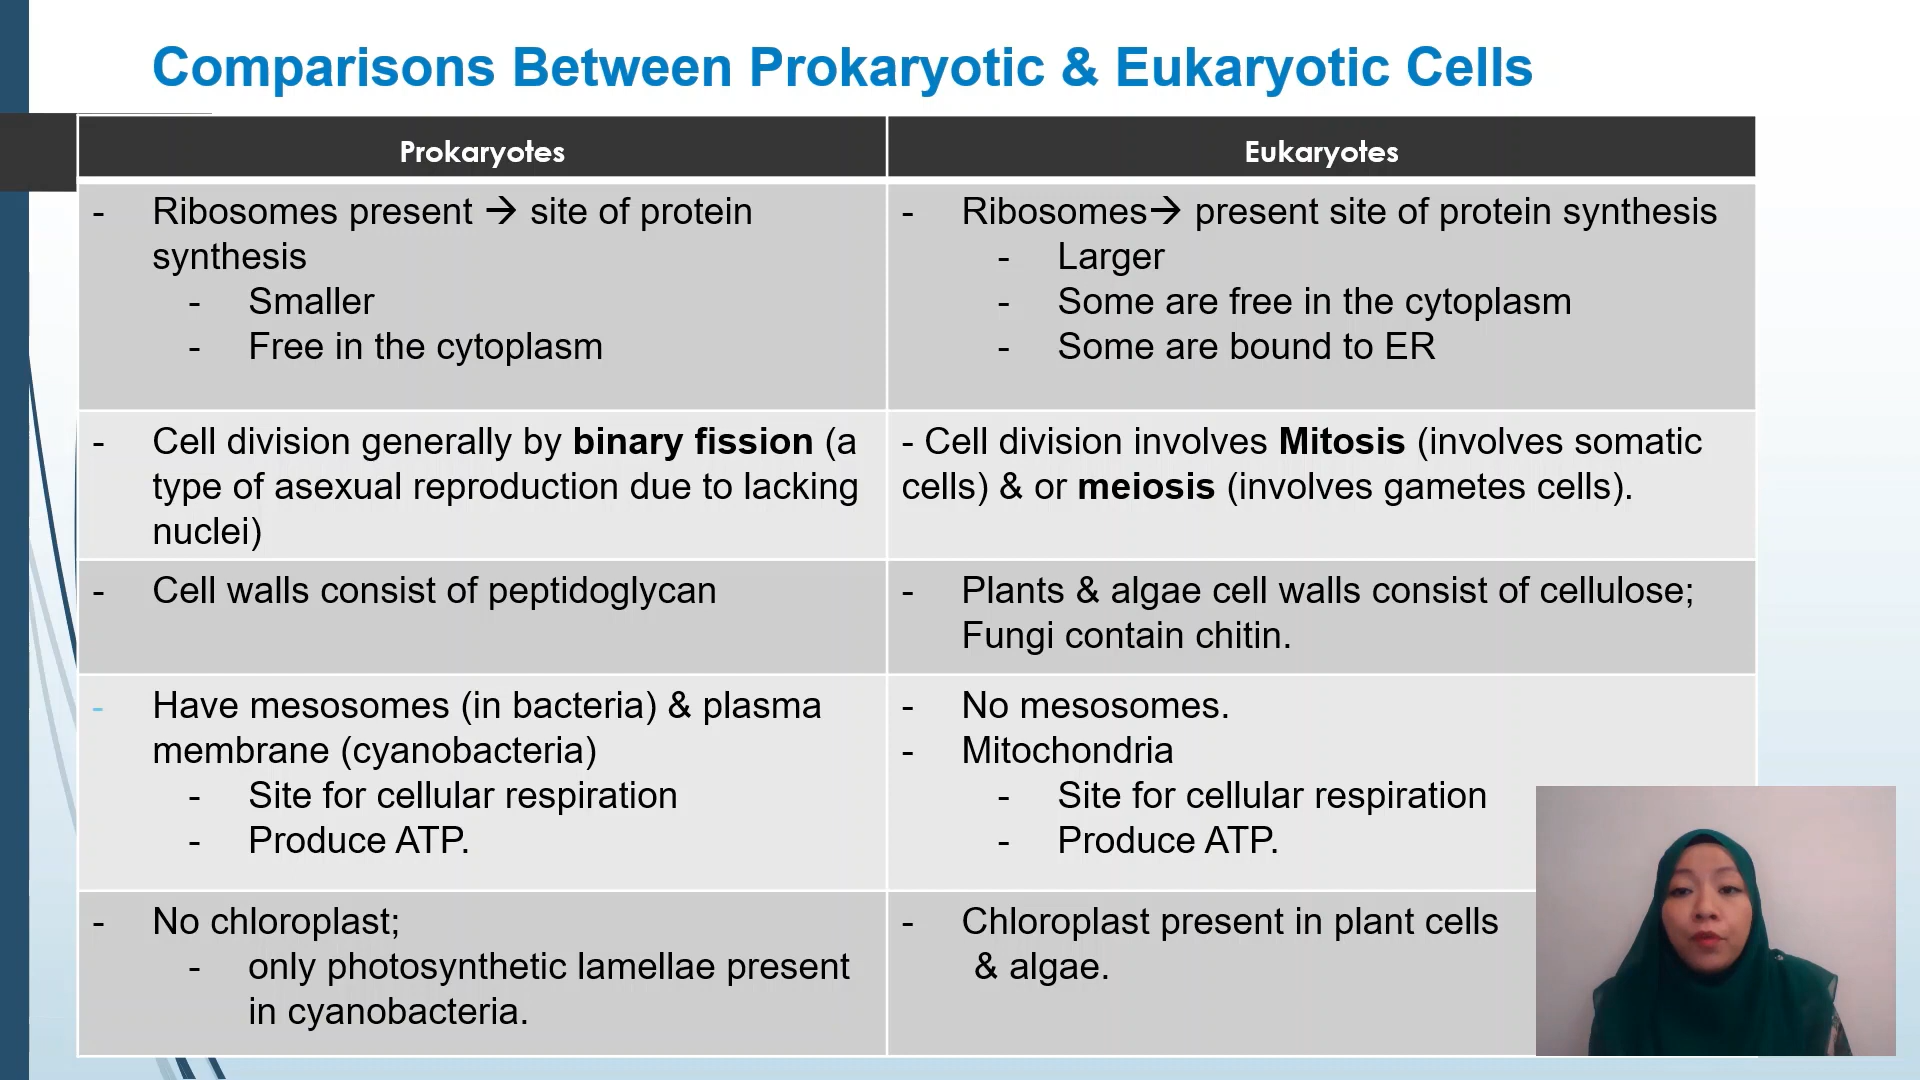 Comparisons Between Prokaryotic & Eukaryotic Cells
Prokaryotes
Eukaryotes
- Ribosomes present → site of protein
synthesis
- Smaller
- Free in the cytoplasm
- Ribosomes→ present site of protein synthesis
- Larger
- Some are free in the cytoplasm
- Some are bound to ER
- Cell division generally by binary fission (a
type of asexual reproduction due to lacking
nuclei)
- Cell division involves Mitosis (involves somatic
cells) & or meiosis (involves gametes cells).
- Cell walls consist of peptidoglycan
- Plants & algae cell walls consist of cellulose;
Fungi contain chitin.
- Have mesosomes (in bacteria) & plasma
membrane (cyanobacteria)
- Site for cellular respiration
- Produce ATP.
- No mesosomes.
- Mitochondria
- Site for cellular respiration
- Produce ATP.
- No chloroplast;
- only photosynthetic lamellae present
in cyanobacteria.
- Chloroplast present in plant cells
& algae.